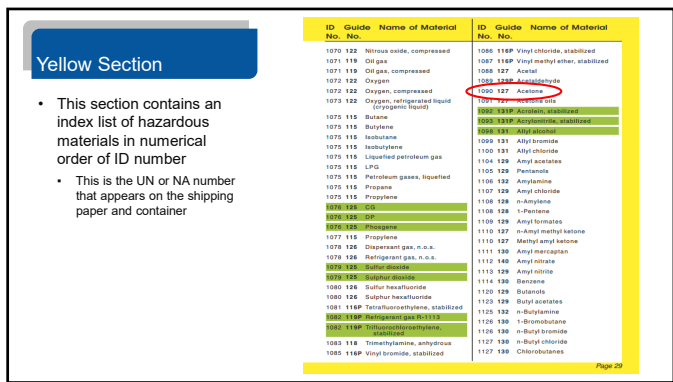 Yellow Section
• This section contains an
index list of hazardous
materials in numerical
order of ID number
▪ This is the UN or NA number
that appears on the shipping
paper and container
ID Guide Name of Material
No. No.
1070 122 Nitrous oxide, compressed
1071 119 Oil gas
1071 119 Oil gas, compressed
1072 122 Oxygen
1072 122 Oxygen, compressed
1073 122 Oxygen, refrigerated liquid
(cryogenic liquid)
1075 115 Butane
1075 115 Butylene
1075 115 Isobutane
1075 115 Isobutylene
1075 115 Liquefied petroleum gas
1075 115 LPG
1075 115 Petroleum gases, liquefied
1075 115 Propane
1075 115 Propylene
1076 125 CG
1076 125 DP
1076 125 Phosgene
1077 115 Propylene
1078 126 Dispersant gas, n.o.s.
1078 126 Refrigerant gas, n.o.s.
1079 125 Sulfur dioxide
1079 125 Sulphur dioxide
1080 126 Sulfur hexafluoride
1080 126 Sulphur hexafluoride
1081 116P Tetrafluoroethylene, stabilized
1082 119P Refrigerant gas R-1113
1082 119P Trifluorochloroethylene,
stabilized
1083 118 Trimethylamine, anhydrous
1085 116P Vinyl bromide, stabilized
ID Guide Name of Material
No. No.
1086 116P Vinyl chloride, stabilized
1087 116P Vinyl methyl ether, stabilized
1088 127 Acetal
1089 129P Acetaldehyde
1090 127 Acetone
1091 127 Acetone oils
1092 131P Acrolein, stabilized
1093 131P Acrylonitrile, stabilized
1098 131 Allyl alcohol
1099 131 Allyl bromide
1100 131 Allyl chloride
1104 129 Amyl acetates
1105 129 Pentanols
1106 132 Amylamine
1107 129 Amyl chloride
1108 128 n-Amylene
1108 128 1-Pentene
1109 129 Amyl formates
1110 127 n-Amyl methyl ketone
1110 127 Methyl amyl ketone
1111 130 Amyl mercaptan
1112 140 Amyl nitrate
1113 129 Amyl nitrite
1114 130 Benzene
1120 129 Butanols
1123 129 Butyl acetates
1125 132 n-Butylamine
1126 130 1-Bromobutane
1126 130 n-Butyl bromide
1127 130 n-Butyl chloride
1127 130 Chlorobutanes
Page 29